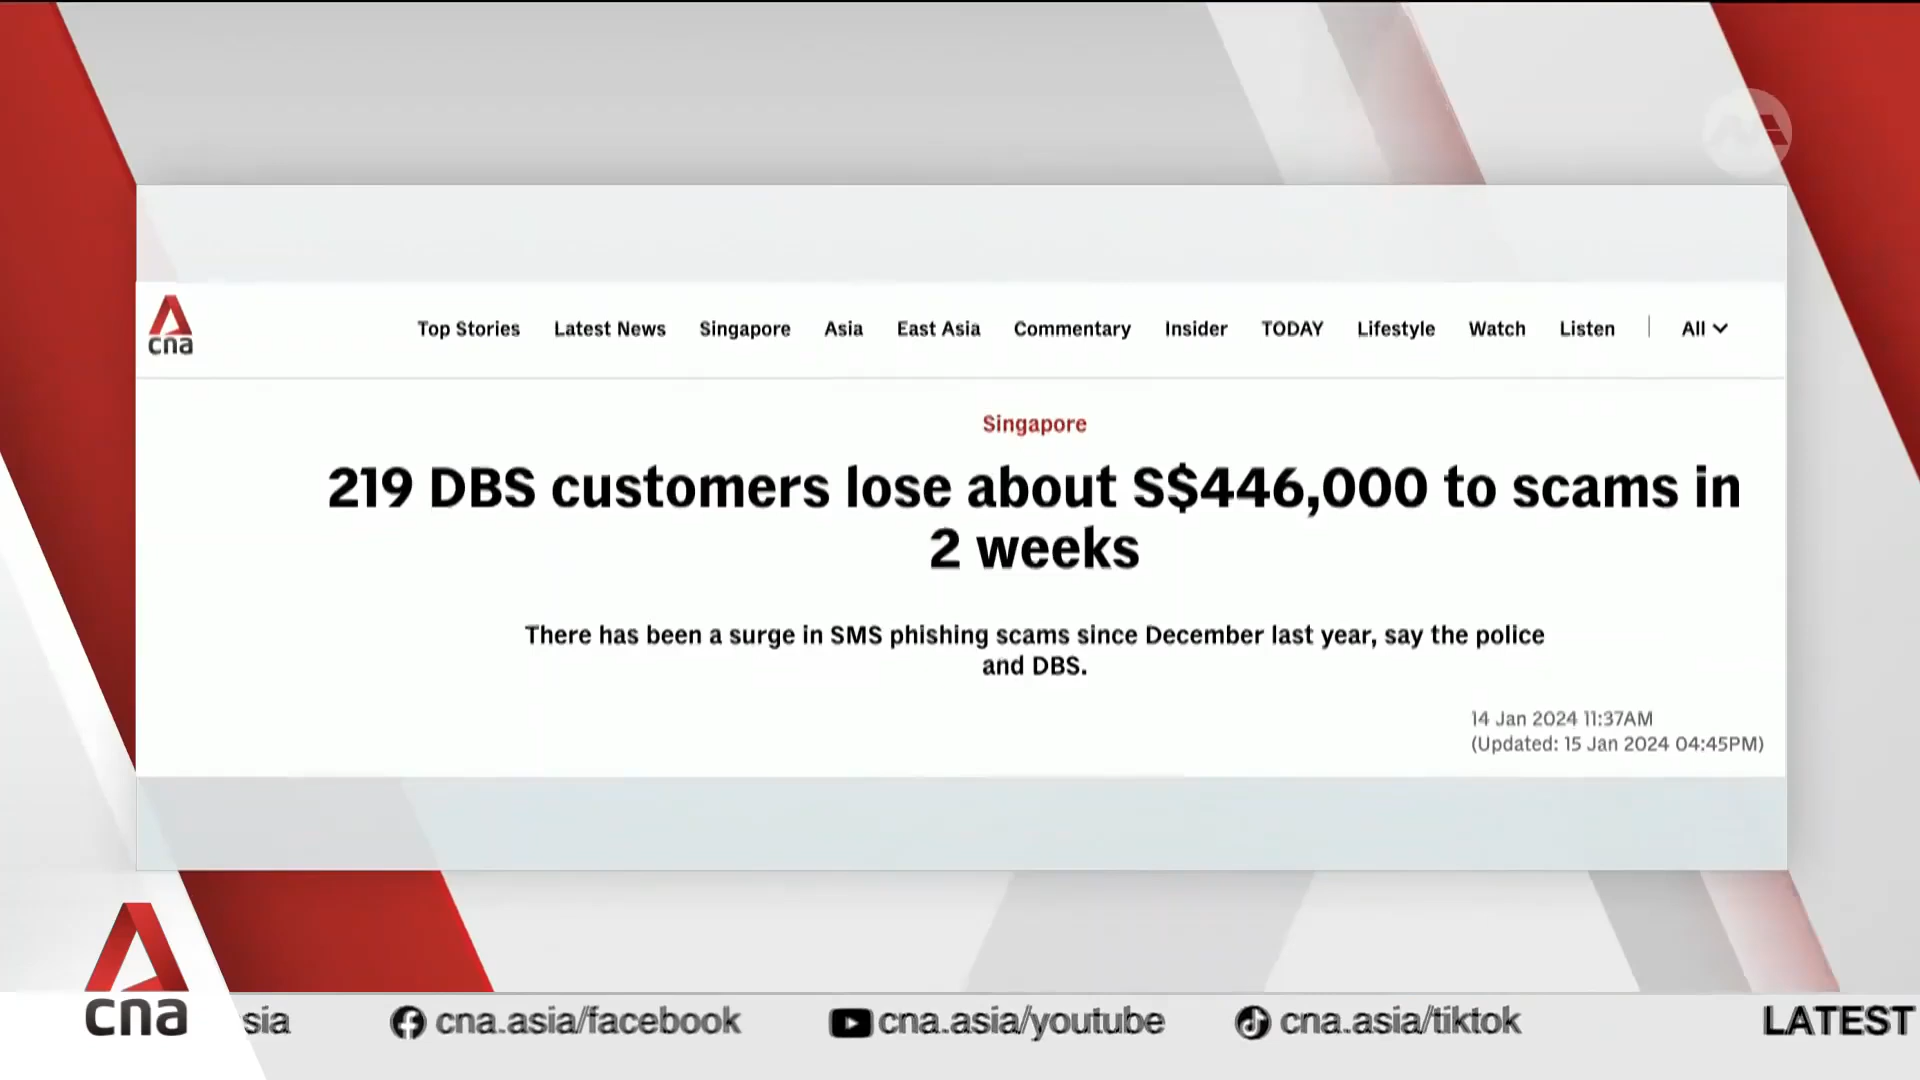 cna
Top Stories Latest News Singapore Asia East Asia Commentary Insider TODAY Lifestyle Watch Listen All
Singapore
219 DBS customers lose about S$446,000 to scams in
2 weeks
There has been a surge in SMS phishing scams since December last year, say the police
and DBS.
14 Jan 2024 11:37AM
(Updated: 15 Jan 2024 04:45PM)
cna
sia cna.asia/facebook cna.asia/youtube cna.asia/tiktok LATEST